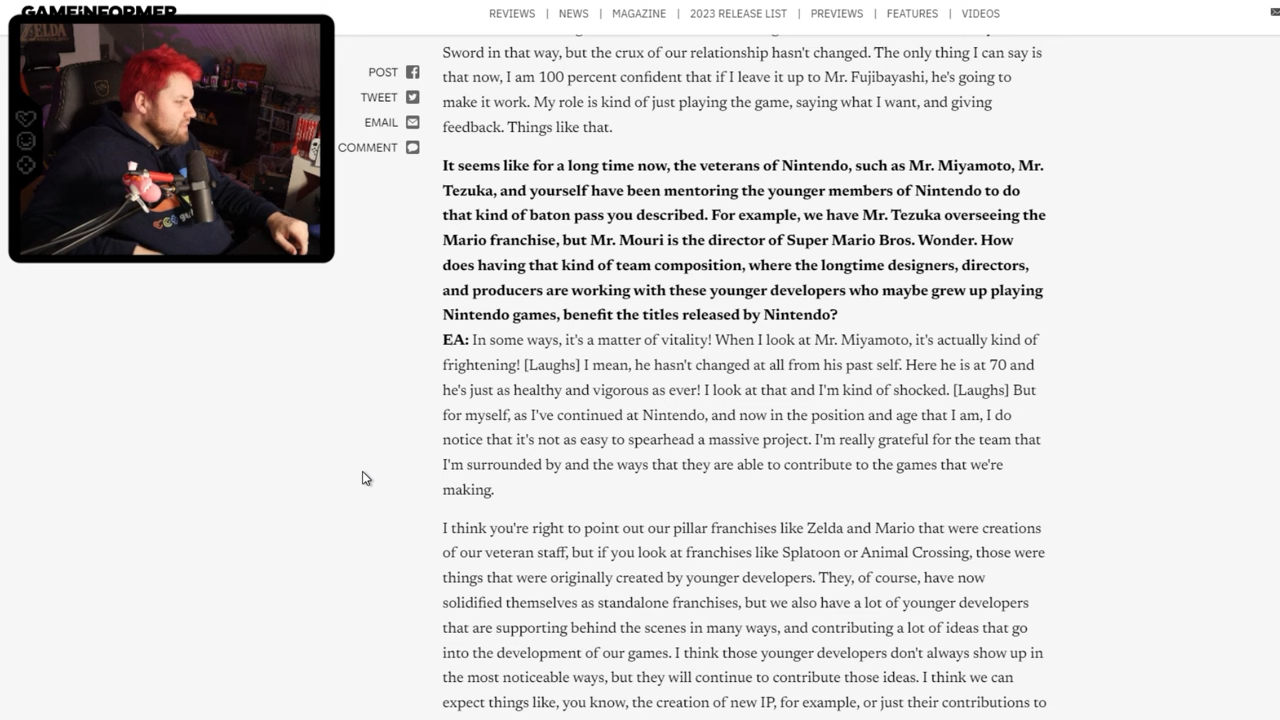 GAMEINFORMER
REVIEWS | NEWS | MAGAZINE | 2023 RELEASE LIST | PREVIEWS | FEATURES | VIDEOS
ZELDA
POST
TWEET
EMAIL
COMMENT
Sword in that way, but the crux of our relationship hasn't changed. The only thing I can say is
that now, I am 100 percent confident that if I leave it up to Mr. Fujibayashi, he's going to
make it work. My role is kind of just playing the game, saying what I want, and giving
feedback. Things like that.
It seems like for a long time now, the veterans of Nintendo, such as Mr. Miyamoto, Mr.
Tezuka, and yourself have been mentoring the younger members of Nintendo to do
that kind of baton pass you described. For example, we have Mr. Tezuka overseeing the
Mario franchise, but Mr. Mouri is the director of Super Mario Bros. Wonder. How
does having that kind of team composition, where the longtime designers, directors,
and producers are working with these younger developers who maybe grew up playing
Nintendo games, benefit the titles released by Nintendo?
EA: In some ways, it's a matter of vitality! When I look at Mr. Miyamoto, it's actually kind of
frightening! [Laughs] I mean, he hasn't changed at all from his past self. Here he is at 70 and
he's just as healthy and vigorous as ever! I look at that and I'm kind of shocked. [Laughs] But
for myself, as I've continued at Nintendo, and now in the position and age that I am, I do
notice that it's not as easy to spearhead a massive project. I'm really grateful for the team that
I'm surrounded by and the ways that they are able to contribute to the games that we're
making.
I think you're right to point out our pillar franchises like Zelda and Mario that were creations
of our veteran staff, but if you look at franchises like Splatoon or Animal Crossing, those were
things that were originally created by younger developers. They, of course, have now
solidified themselves as standalone franchises, but we also have a lot of younger developers
that are supporting behind the scenes in many ways, and contributing a lot of ideas that go
into the development of our games. I think those younger developers don't always show up in
the most noticeable ways, but they will continue to contribute those ideas. I think we can
expect things like, you know, the creation of new IP, for example, or just their contributions to